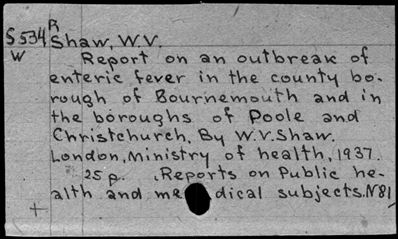 R
S534 Shaw, W.V.
W Report on an outbreak of
enteric fever in the county bo-
rough of Bournemouth and in
the boroughs of Poole and
Christchurch, By W.V.Shaw.
London, Ministry of health, 1937.
25p. (Reports on Public he-
alth and medical subjects.N81
+